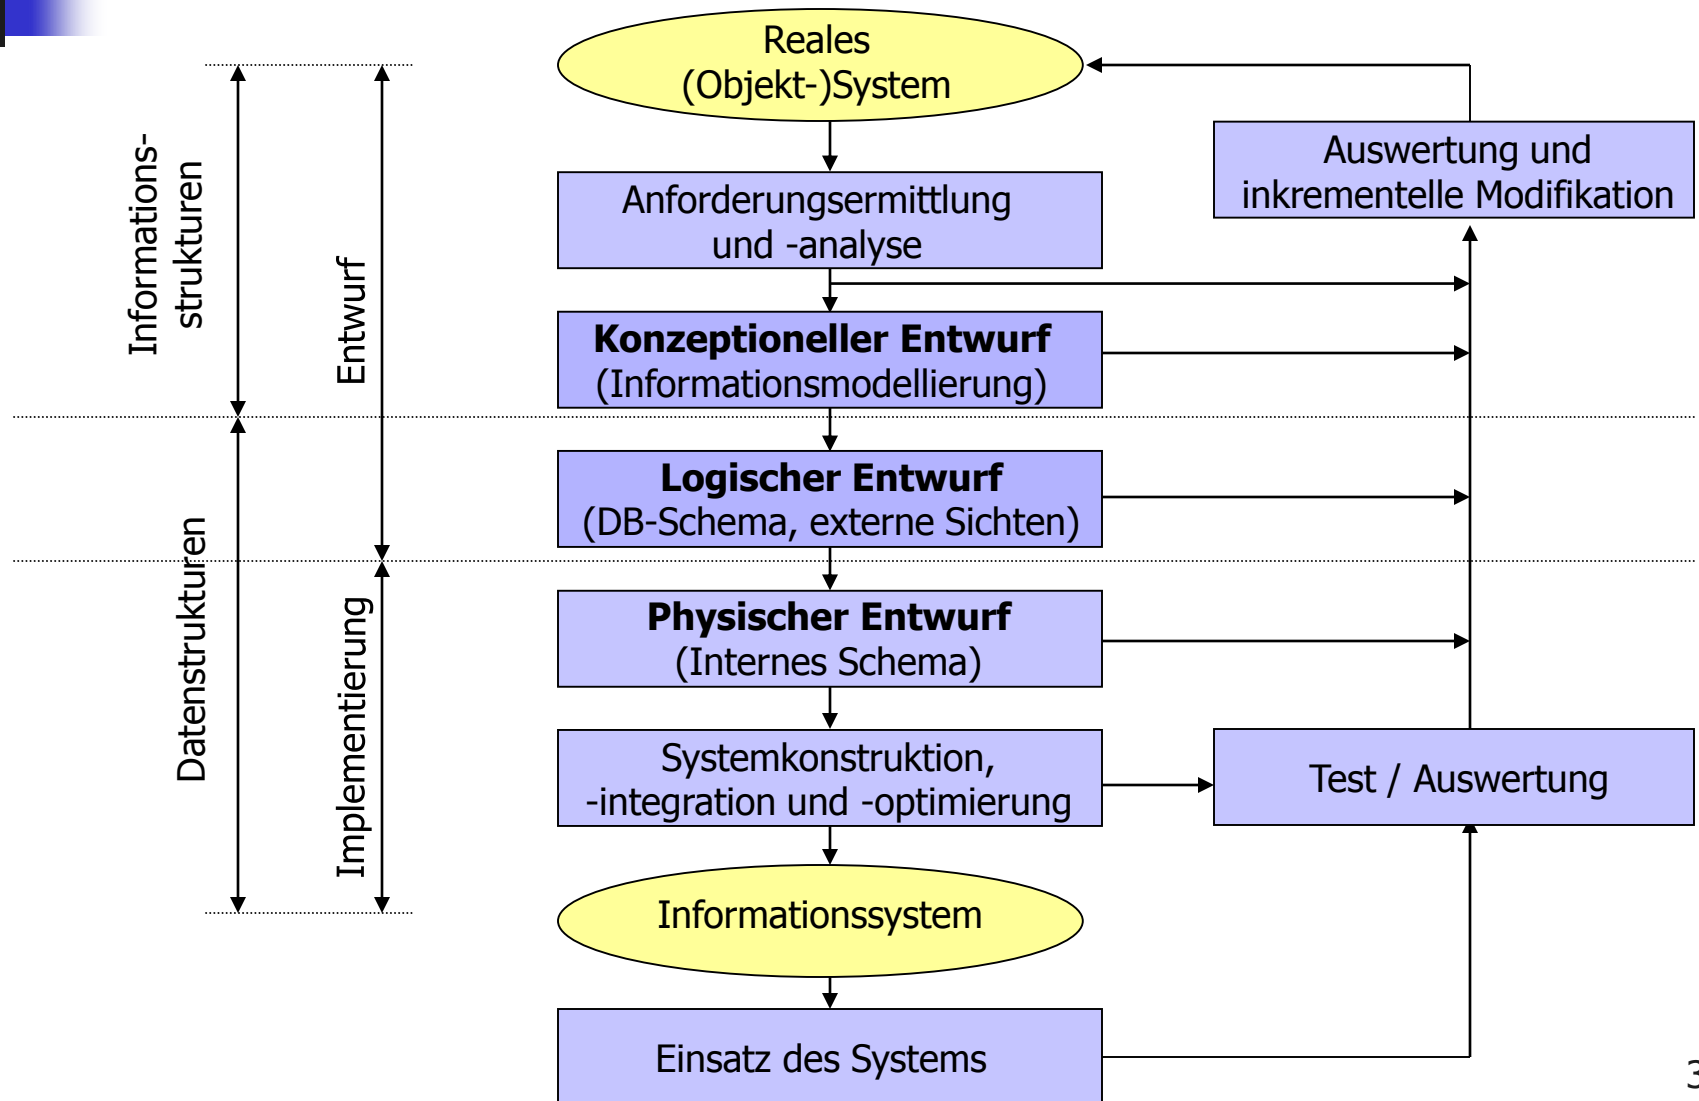 Reales
(Objekt-)System
Auswertung und
inkrementelle Modifikation
Anforderungsermittlung
und -analyse
Informations-
strukturen
Entwurf
Konzeptioneller Entwurf
(Informationsmodellierung)
Logischer Entwurf
(DB-Schema, externe Sichten)
Datenstrukturen
Implementierung
Physischer Entwurf
(Internes Schema)
Systemkonstruktion,
-integration und -optimierung
Test / Auswertung
Informationssystem
Einsatz des Systems
3